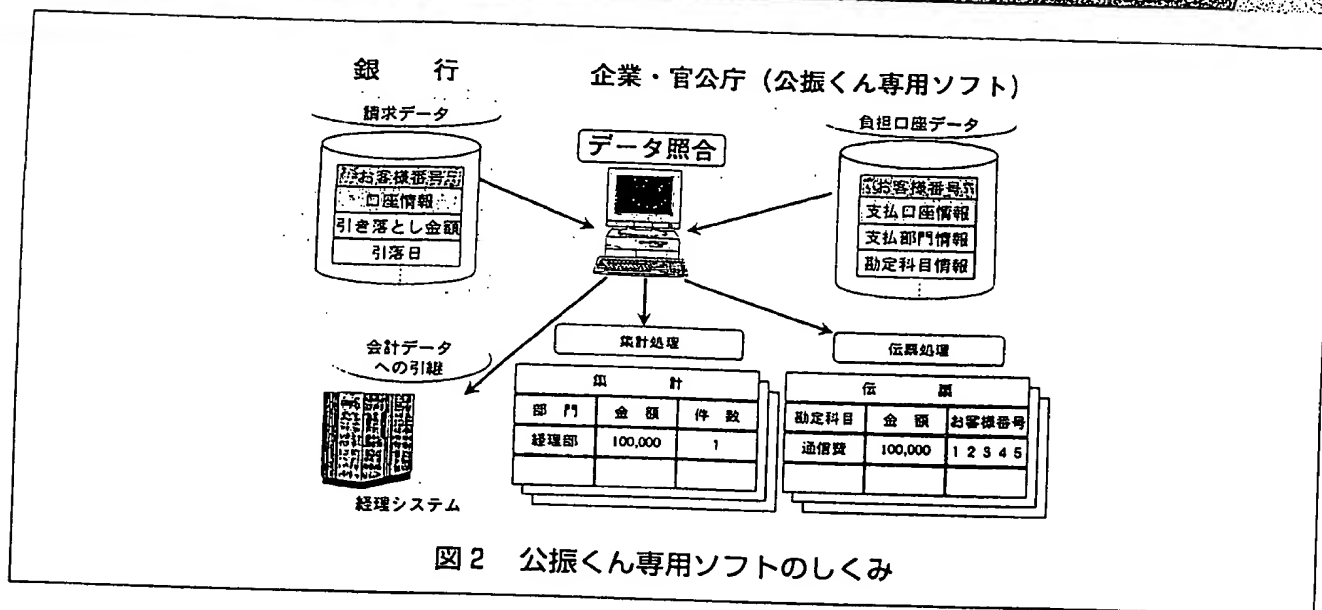 銀　行
企業・官公庁（公振くん専用ソフト）
請求データ
お客様番号
口座情報
引き落とし金額
引落日
データ照合
負担口座データ
お客様番号
支払口座情報
支払部門情報
勘定科目情報
会計データ
への引継
経理システム
集計処理
集　計
部　門　金　額　件　数
経理部　100,000　1
伝票処理
伝　票
勘定科目　金　額　お客様番号
通信費　100,000　1 2 3 4 5
図２　公振くん専用ソフトのしくみ